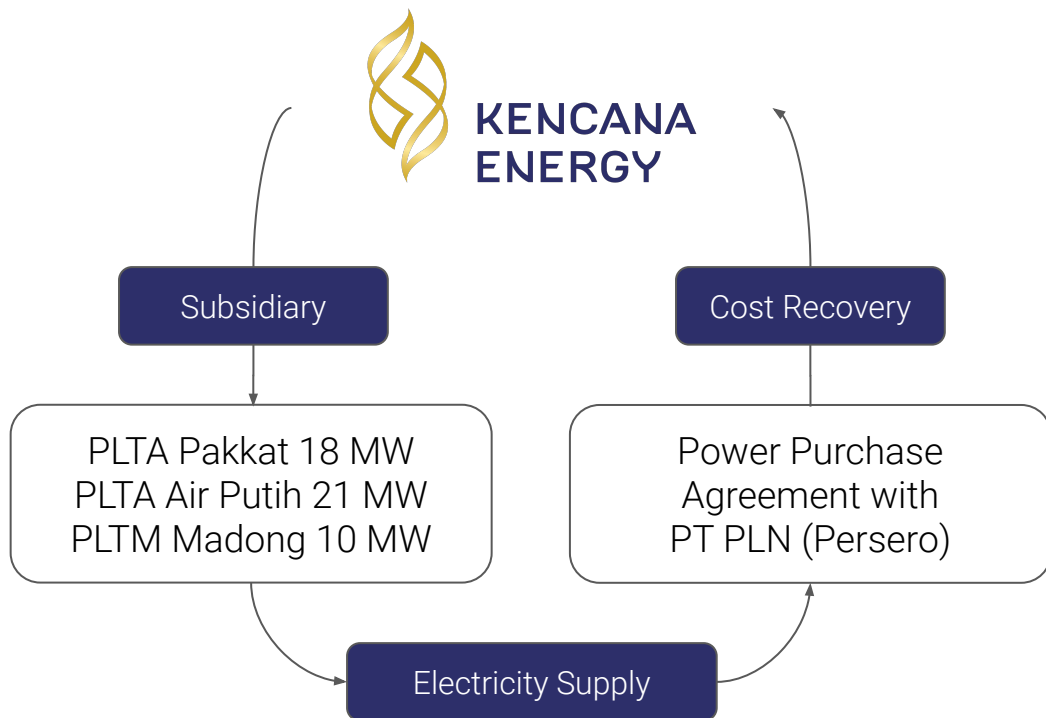 KENCANA
ENERGY
Subsidiary
Cost Recovery
PLTA Pakkat 18 MW
PLTA Air Putih 21 MW
PLTM Madong 10 MW
Power Purchase
Agreement with
PT PLN (Persero)
Electricity Supply